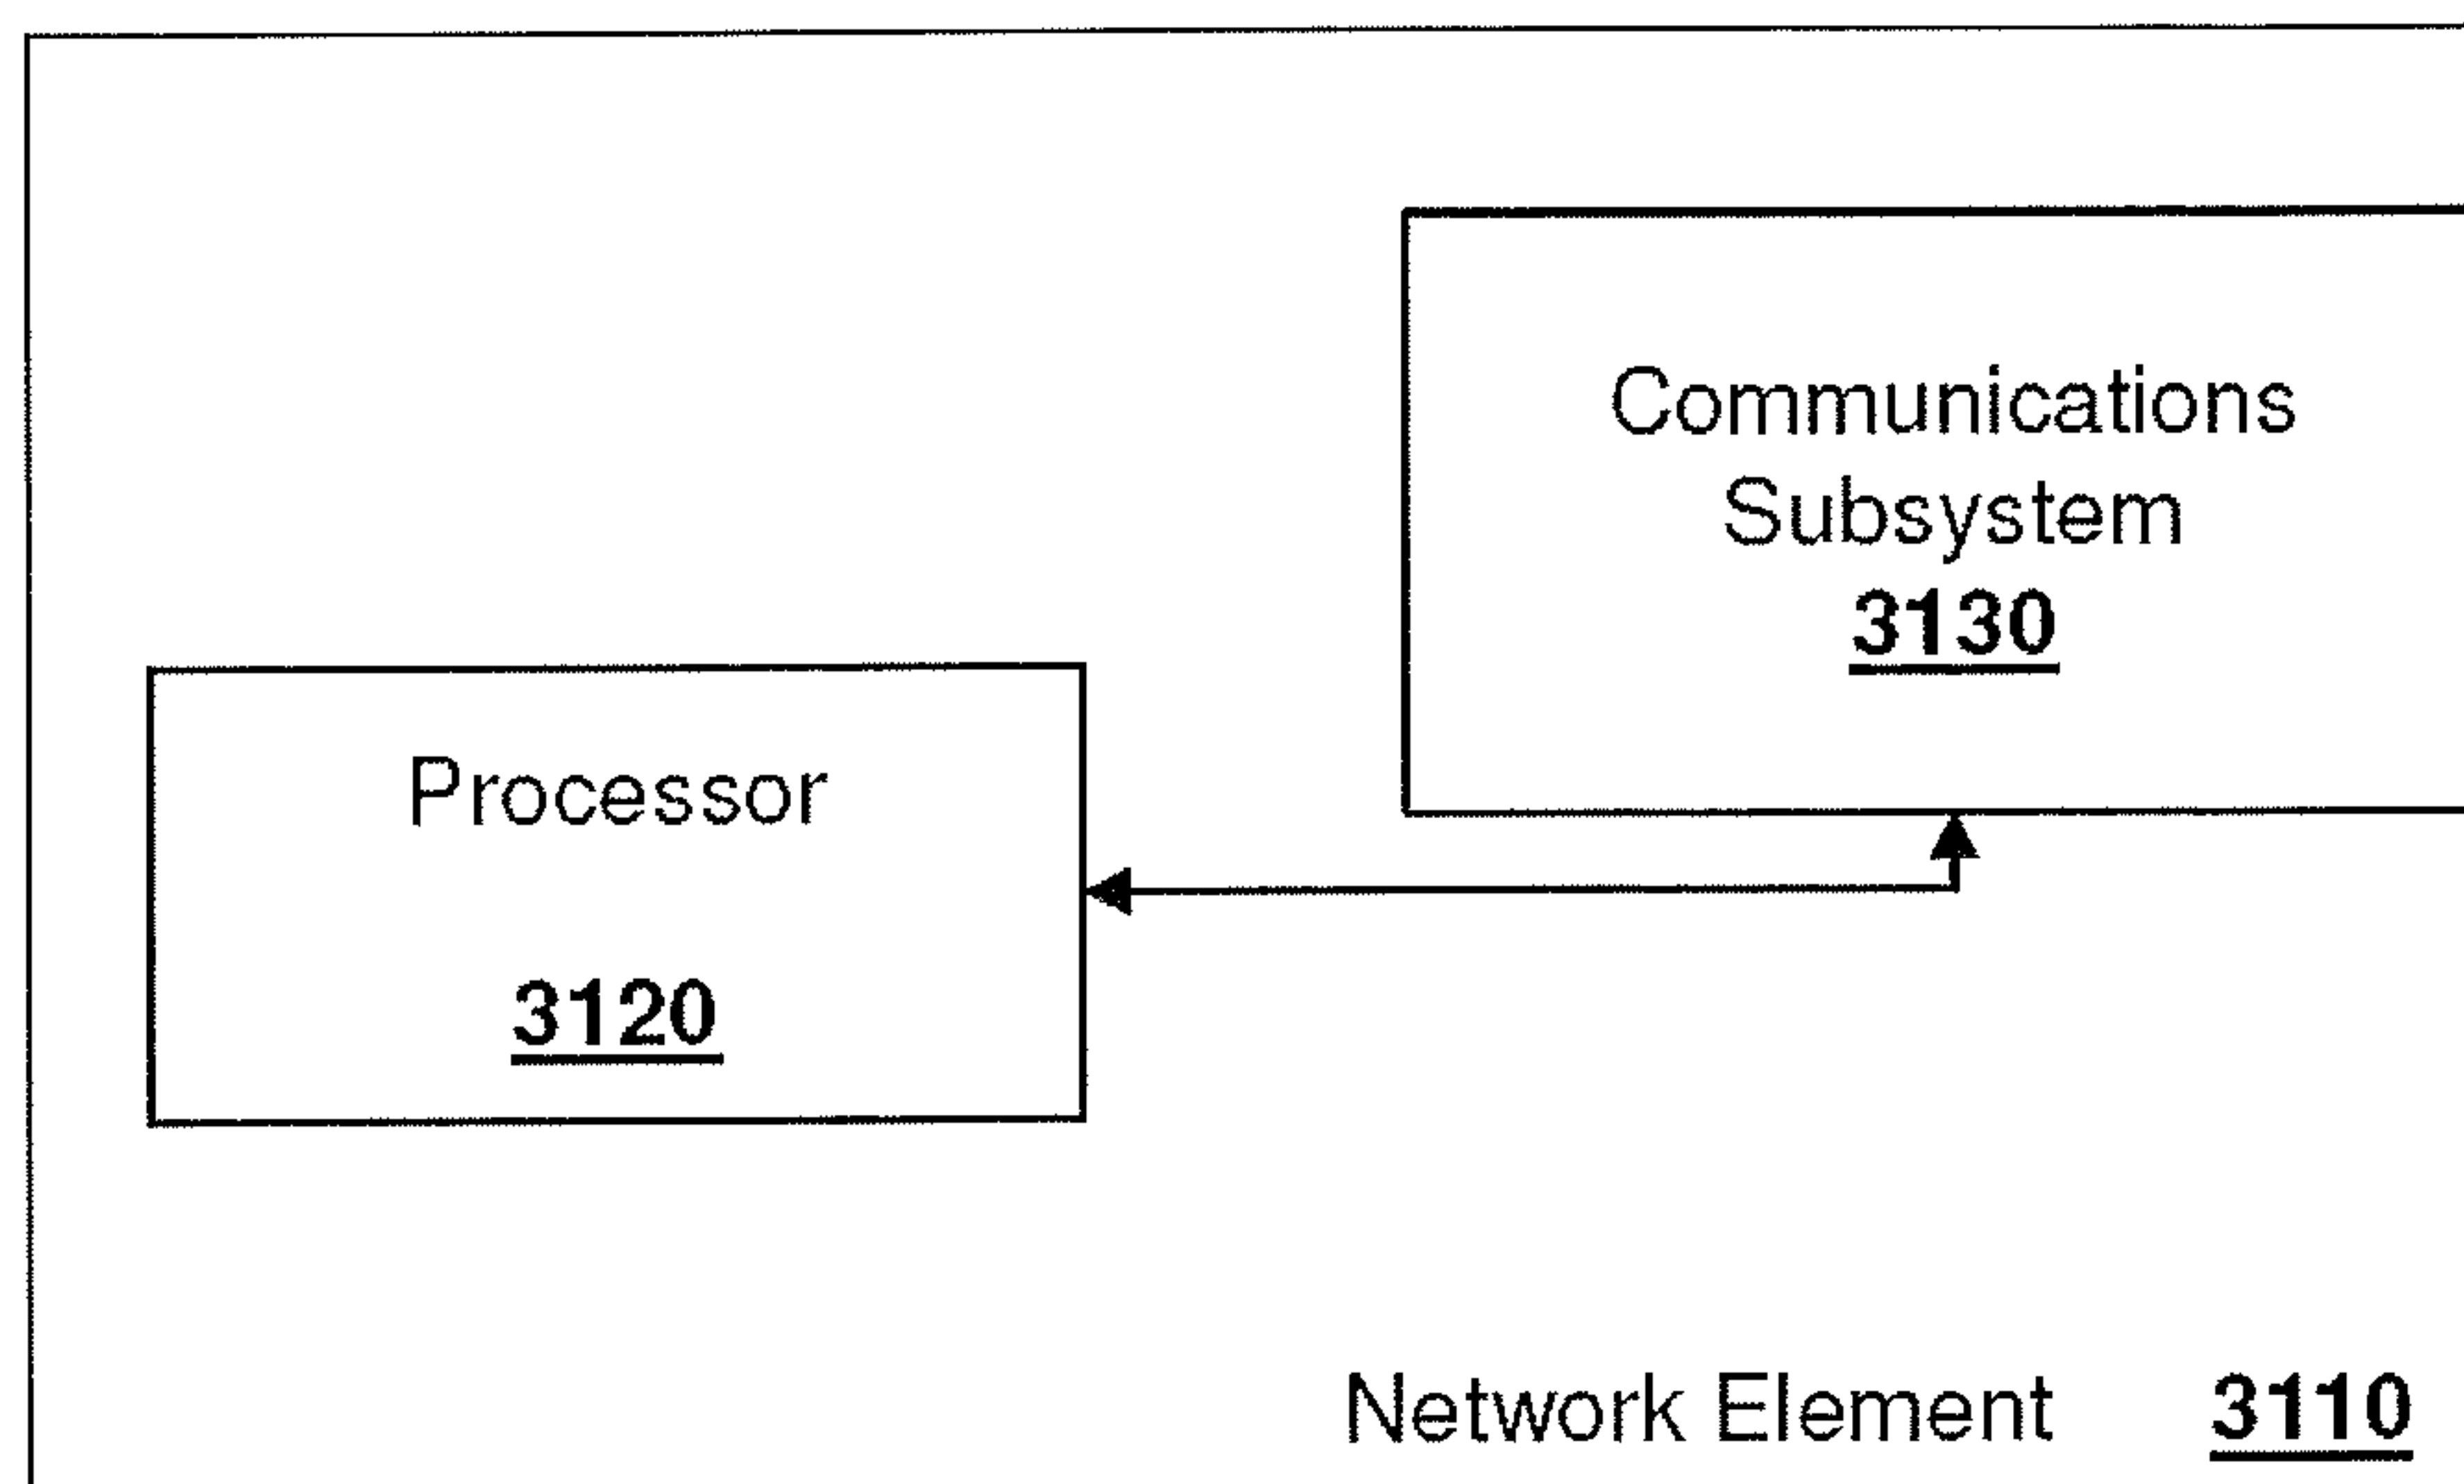 Communications
Subsystem
3130
Processor
3120
Network Element 3110